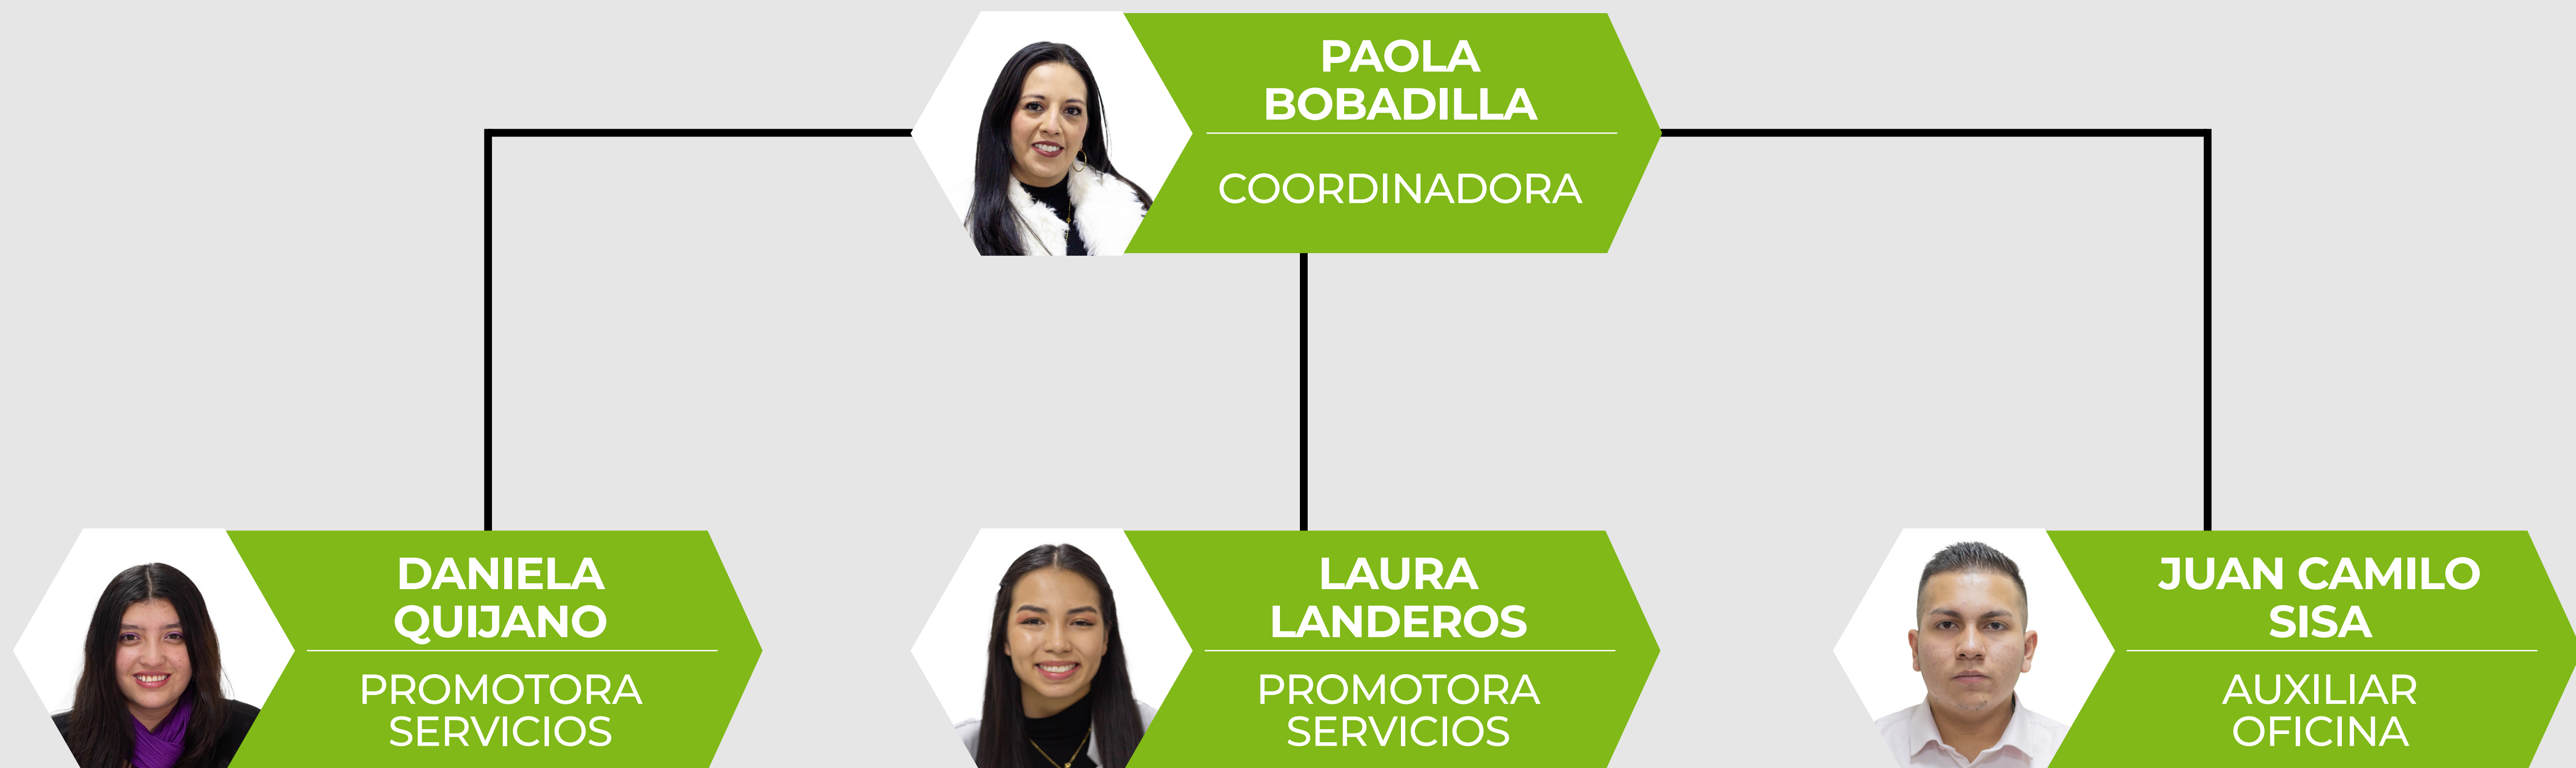 PAOLA
BOBADILLA
COORDINADORA
DANIELA
QUIJANO
PROMOTORA
SERVICIOS
LAURA
LANDEROS
PROMOTORA
SERVICIOS
JUAN CAMILO
SISA
AUXILIAR
OFICINA